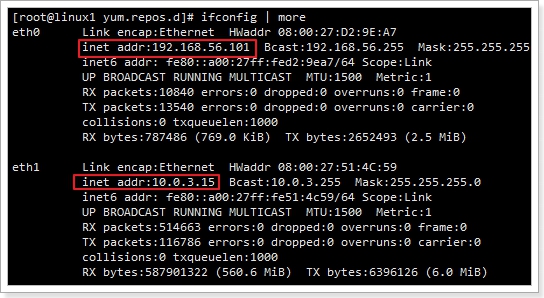 [root@linux1 yum.repos.d]# ifconfig | more
eth0 Link encap:Ethernet HWaddr 08:00:27:D2:9E:A7
inet addr:192.168.56.101 Bcast:192.168.56.255 Mask:255.255.255
inet6 addr: fe80::a00:27ff:fed2:9ea7/64 Scope:Link
UP BROADCAST RUNNING MULTICAST MTU:1500 Metric:1
RX packets:10840 errors:0 dropped:0 overruns:0 frame:0
TX packets:13540 errors:0 dropped:0 overruns:0 carrier:0
collisions:0 txqueuelen:1000
RX bytes:787486 (769.0 KiB) TX bytes:2652493 (2.5 MiB)
eth1 Link encap:Ethernet HWaddr 08:00:27:51:4C:59
inet addr:10.0.3.15 Bcast:10.0.3.255 Mask:255.255.255.0
inet6 addr: fe80::a00:27ff:fe51:4c59/64 Scope:Link
UP BROADCAST RUNNING MULTICAST MTU:1500 Metric:1
RX packets:514663 errors:0 dropped:0 overruns:0 frame:0
TX packets:116786 errors:0 dropped:0 overruns:0 carrier:0
collisions:0 txqueuelen:1000
RX bytes:587901322 (560.6 MiB) TX bytes:6396126 (6.0 MiB)